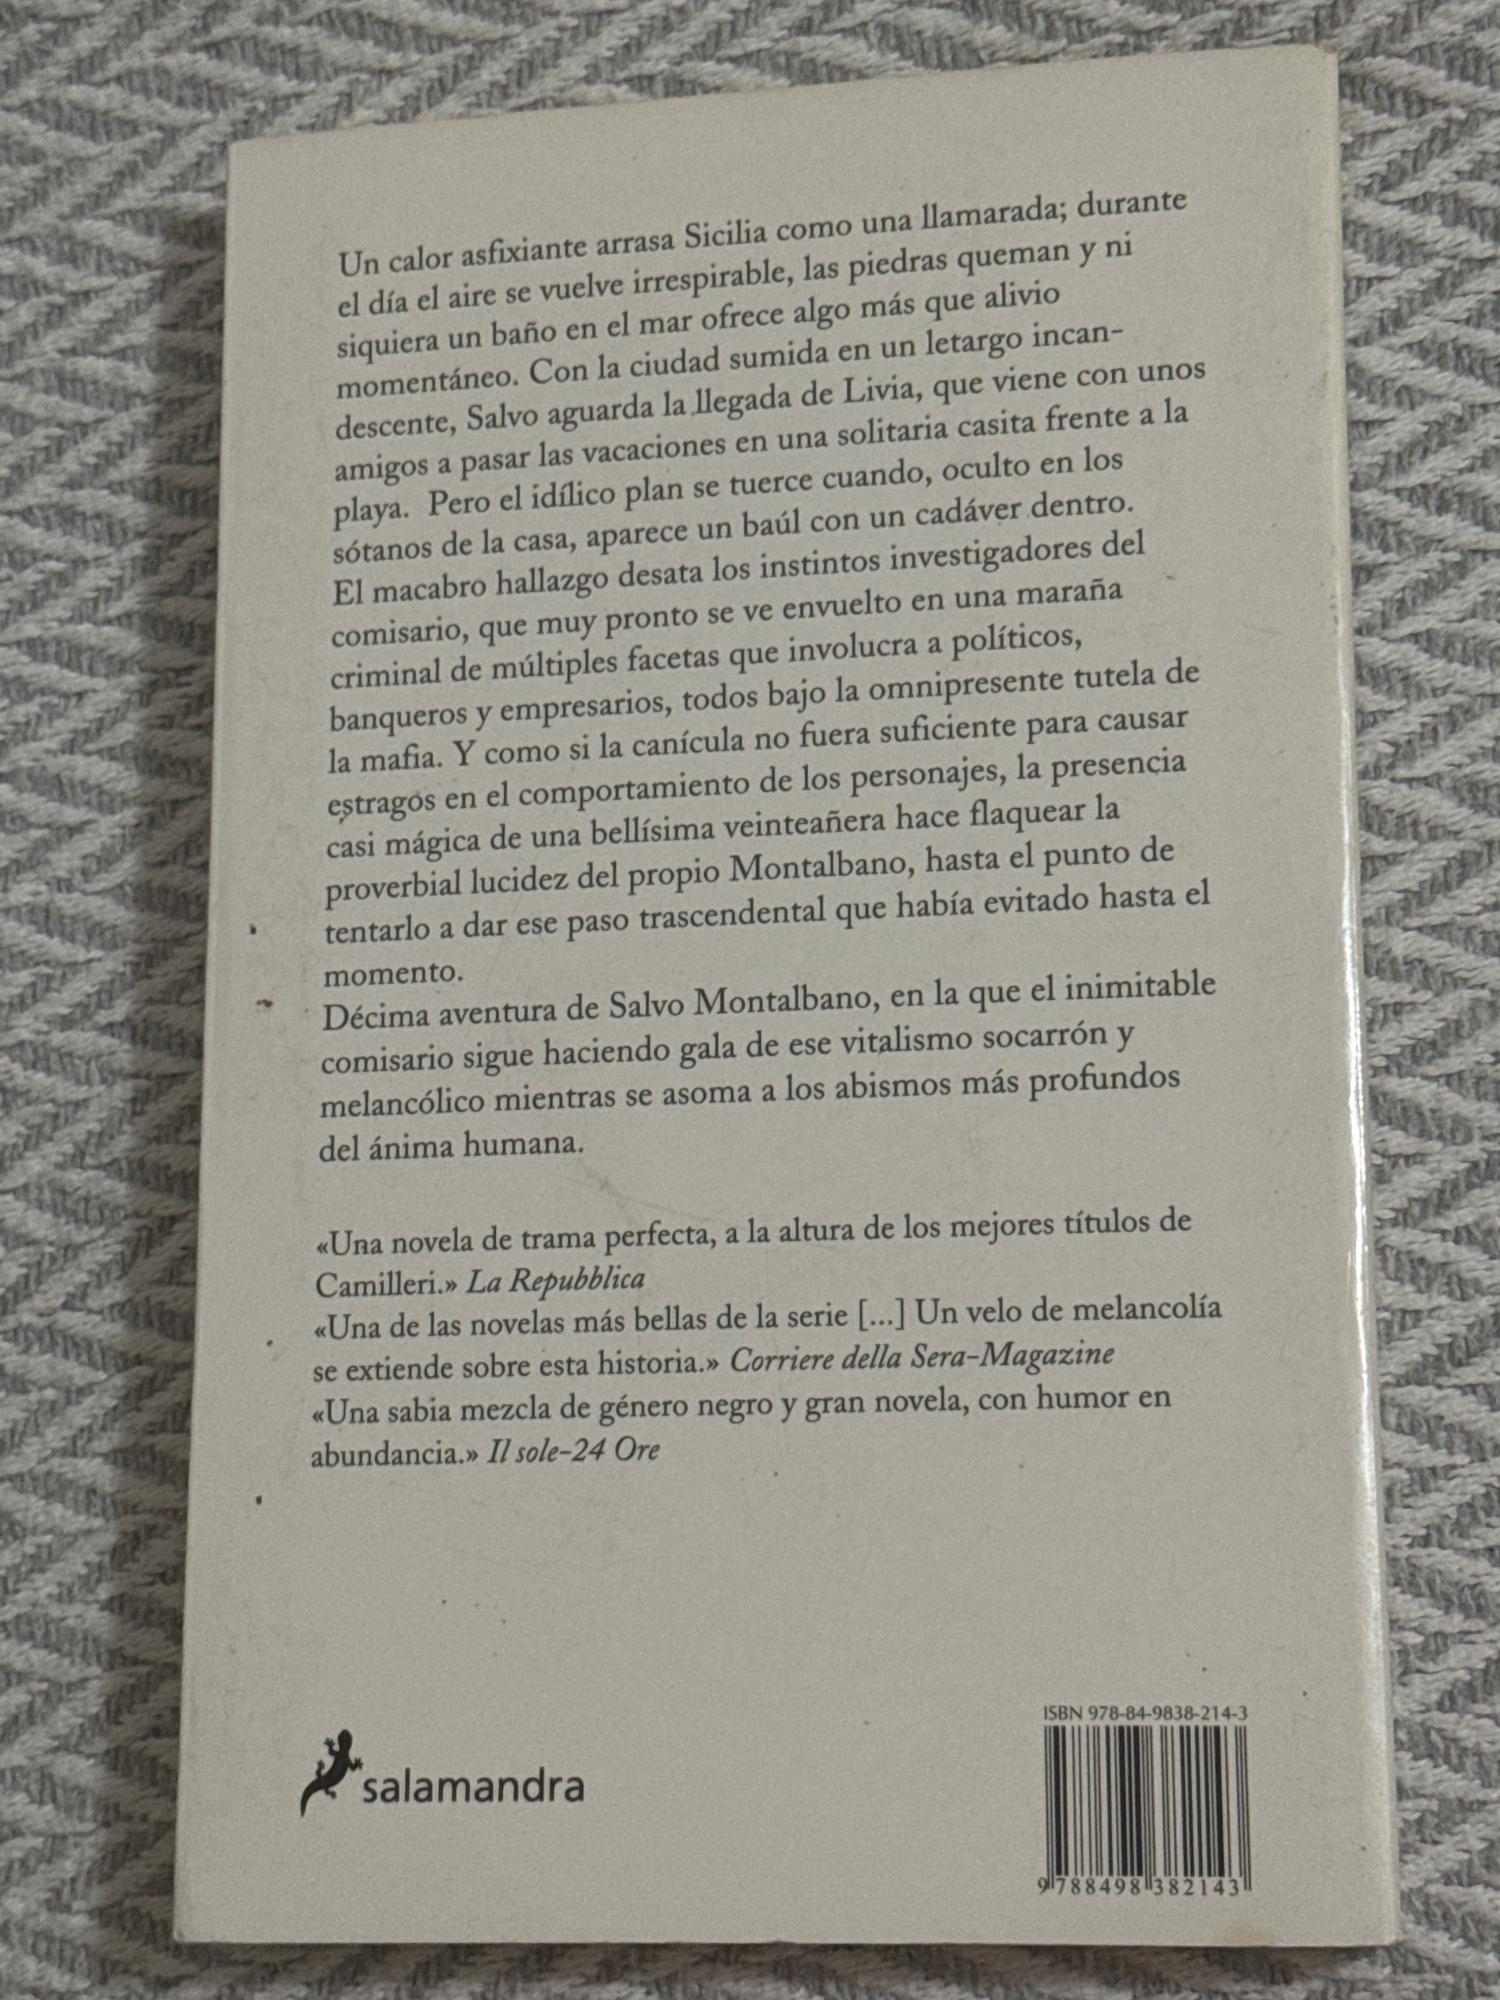 Un calor asfixiante arrasa Sicilia como una llamarada; durante
el día el aire se vuelve irrespirable, las piedras queman y ni
siquiera un baño en el mar ofrece algo más que alivio
momentáneo. Con la ciudad sumida en un letargo incan-
descente, Salvo aguarda la llegada de Livia, que viene con unos
amigos a pasar las vacaciones en una solitaria casita frente a la
playa. Pero el idílico plan se tuerce cuando, oculto en los
sótanos de la casa, aparece un baúl con un cadáver dentro.
El macabro hallazgo desata los instintos investigadores del
comisario, que muy pronto se ve envuelto en una maraña
criminal de múltiples facetas que involucra a políticos,
banqueros y empresarios, todos bajo la omnipresente tutela de
la mafia. Y como si la canícula no fuera suficiente para causar
estragos en el comportamiento de los personajes, la presencia
casi mágica de una bellísima veinteañera hace flaquear la
proverbial lucidez del propio Montalbano, hasta el punto de
tentarlo a dar ese paso trascendental que había evitado hasta el
momento.
Décima aventura de Salvo Montalbano, en la que el inimitable
comisario sigue haciendo gala de ese vitalismo socarrón y
melancólico mientras se asoma a los abismos más profundos
del ánima humana.
«Una novela de trama perfecta, a la altura de los mejores títulos de
Camilleri.» La Repubblica
«Una de las novelas más bellas de la serie [...] Un velo de melancolía
se extiende sobre esta historia.» Corriere della Sera-Magazine
«Una sabia mezcla de género negro y gran novela, con humor en
abundancia.» Il sole-24 Ore
salamandra
ISBN 978-84-9838-214-3
9 788498 382143